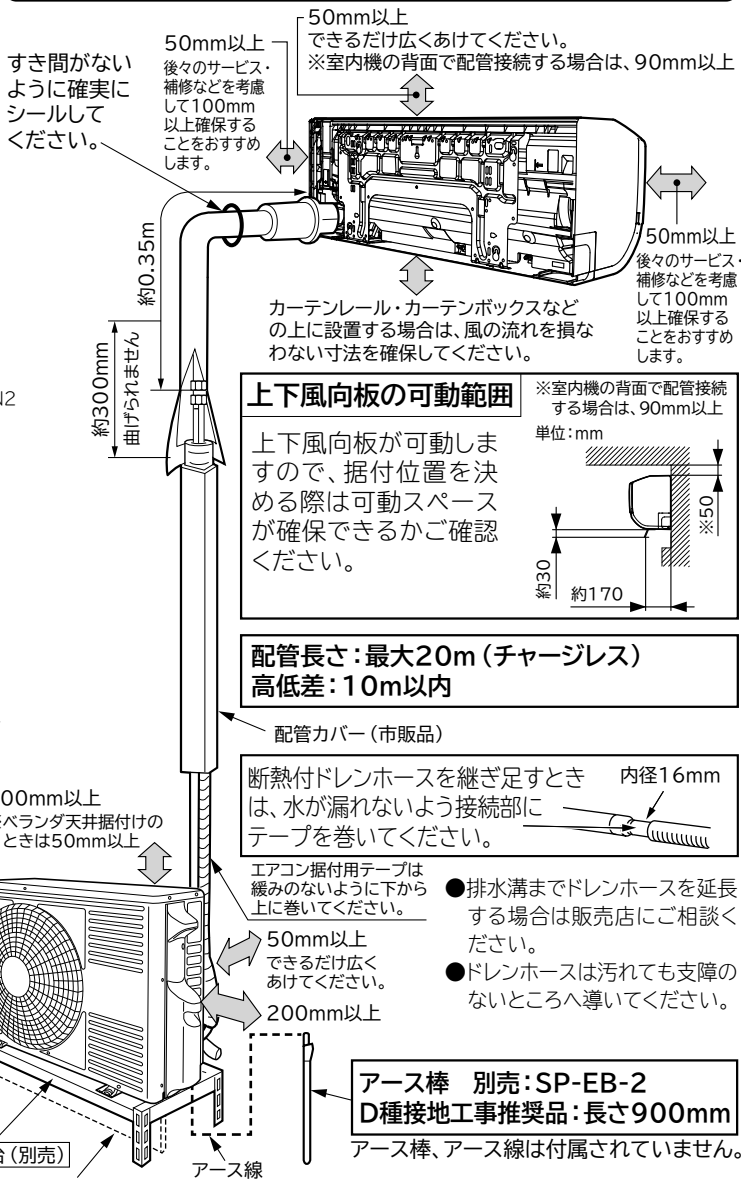 50mm以上
できるだけ広くあけてください。
※室内機の背面で配管接続する場合は、90mm以上
50mm以上
後々のサービス・
補修などを考慮
して100mm
以上確保する
ことをおすすめ
します。
すき間がない
ように確実に
シールして
ください。
約0.35m
約300mm
曲げられません
50mm以上
後々のサービス・
補修などを考慮
して100mm
以上確保する
ことをおすすめ
します。
カーテンレール・カーテンボックスなど
の上に設置する場合は、風の流れを損な
わない寸法を確保してください。
上下風向板の可動範囲
上下風向板が可動しま
すので、据付位置を決
める際は可動スペース
が確保できるかご確認
ください。
※室内機の背面で配管接続
する場合は、90mm以上
単位:mm
※50
約30
約170
配管長さ:最大20m(チャージレス)
高低差:10m以内
配管カバー(市販品)
断熱付ドレンホースを継ぎ足すとき
は、水が漏れないよう接続部に
テープを巻いてください。
内径16mm
00mm以上
ベランダ天井据付けの
ときは50mm以上
エアコン据付用テープは
緩みのないように下から
上に巻いてください。
50mm以上
できるだけ広く
あけてください。
200mm以上
●排水溝までドレンホースを延長
する場合は販売店にご相談く
ださい。
●ドレンホースは汚れても支障の
ないところへ導いてください。
アース棒 別売:SP-EB-2
D種接地工事推奨品:長さ900mm
アース棒、アース線は付属されていません。
アース線
(別売)